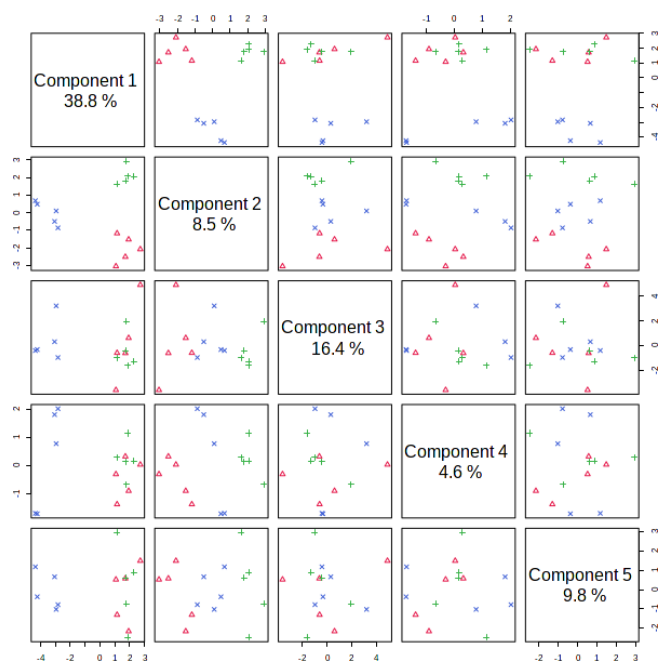 -3 -2 -1 0 1 2 3
-1 0 1 2
Component 1
38.8 %
-4 -2 0 1 2 3
-3 -2 -1 0 1 2 3
Component 2
8.5 %
Component 3
16.4 %
-2 0 2 4
-1 0 1 2
Component 4
4.6 %
Component 5
9.8 %
-2 -1 0 1 2 3
-4 -2 0 1 2 3
-2 0 2 4
-2 -1 0 1 2 3